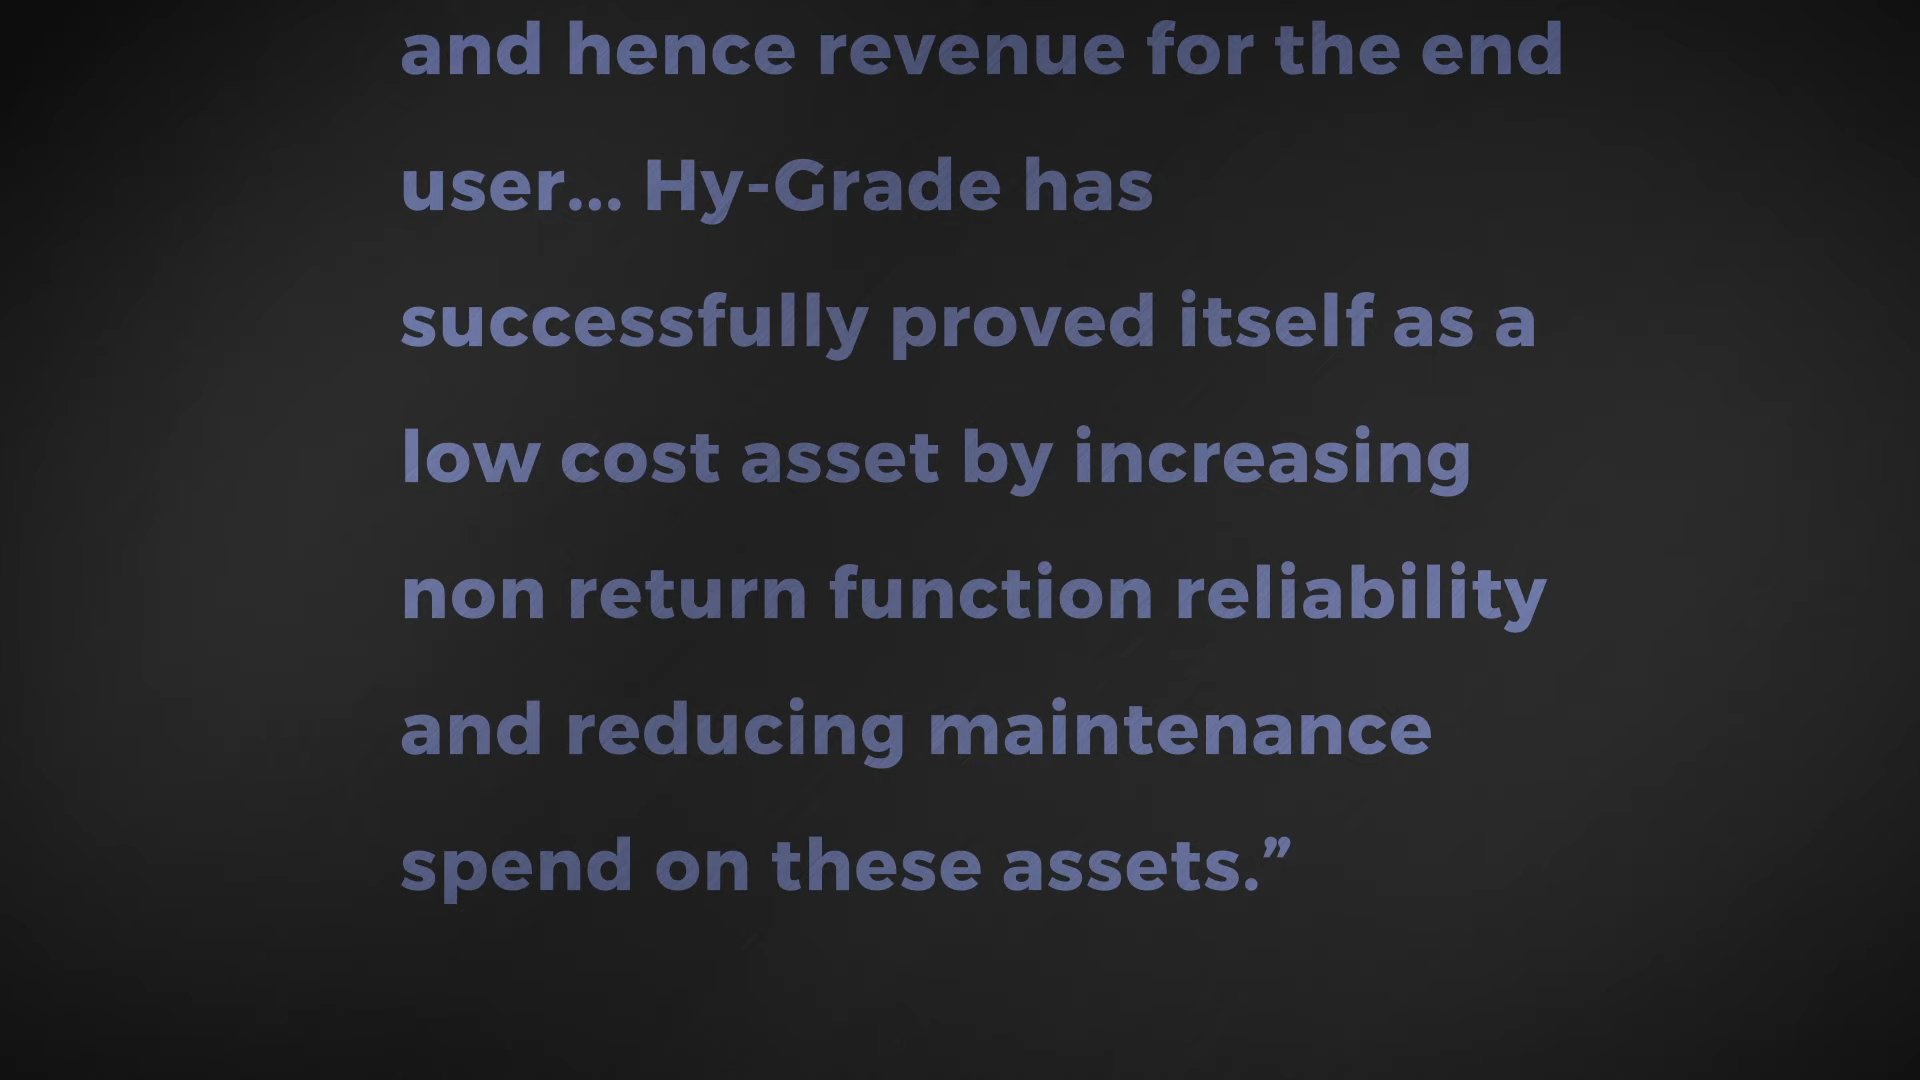 and hence revenue for the end
user... Hy-Grade has
successfully proved itself as a
low cost asset by increasing
non return function reliability
and reducing maintenance
spend on these assets.”